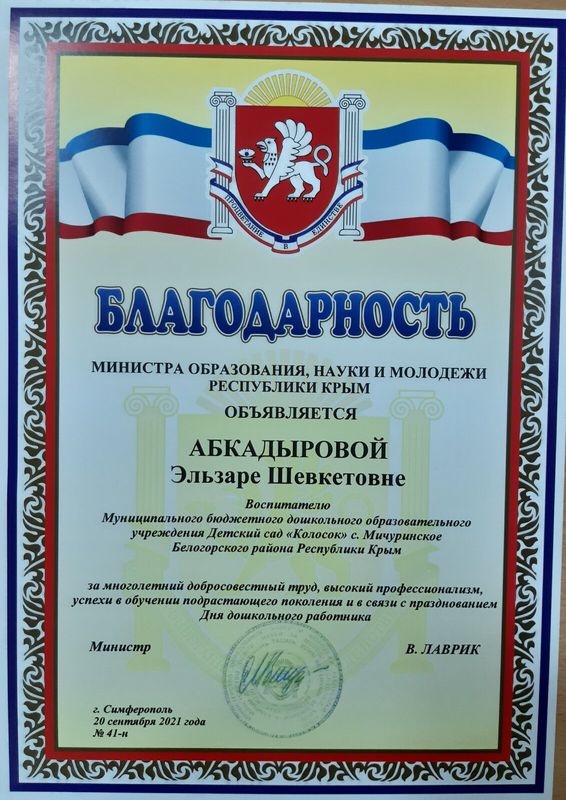 ПРОЦВЕТАНИЕ
В
ЕДИНСТВЕ
БЛАГОДАРНОСТЬ
МИНИСТРА ОБРАЗОВАНИЯ, НАУКИ И МОЛОДЕЖИ
РЕСПУБЛИКИ КРЫМ
ОБЪЯВЛЯЕТСЯ
АБКАДЫРОВОЙ
Эльзаре Шевкетовне
Воспитателю
Муниципального бюджетного дошкольного образовательного
учреждения Детский сад «Колосок» с. Мичуринское
Белогорского района Республики Крым
за многолетний добросовестный труд, высокий профессионализм,
успехи в обучении подрастающего поколения и в связи с празднованием
Дня дошкольного работника
Министр
В. ЛАВРИК
г. Симферополь
20 сентября 2021 года
№ 41-н